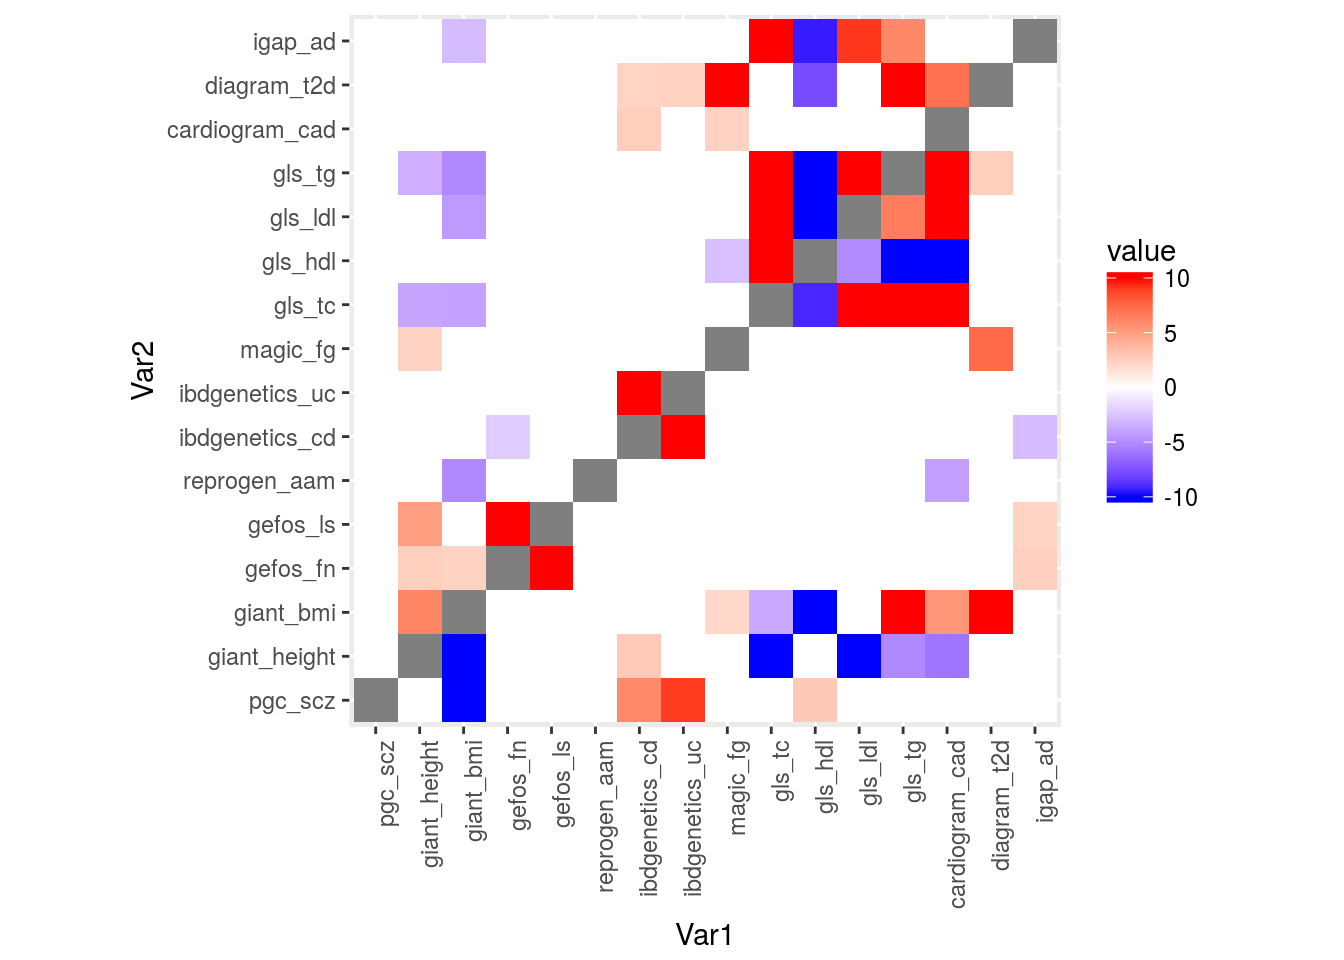 igap_ad
diagram_t2d
cardiogram_cad
gls_tg
gls_ldl
gls_hdl
gls_tc
magic_fg
ibdgenetics_uc
ibdgenetics_cd
reprogen_aam
gefos_ls
gefos_fn
giant_bmi
giant_height
pgc_scz
Var2
pgc_scz
giant_height
giant_bmi
gefos_fn
gefos_ls
reprogen_aam
ibdgenetics_cd
ibdgenetics_uc
magic_fg
gls_tc
gls_hdl
gls_ldl
gls_tg
cardiogram_cad
diagram_t2d
igap_ad
Var1
value
10
5
0
-5
-10